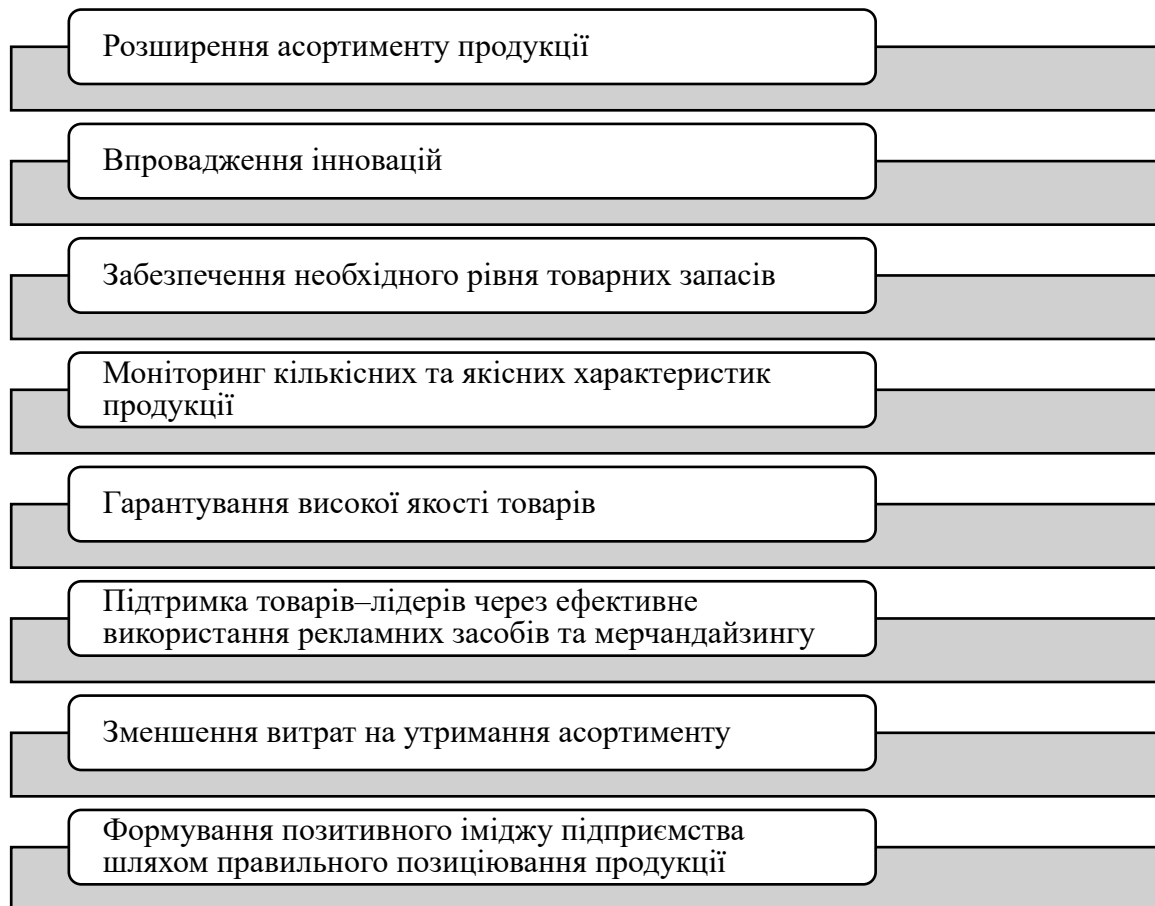 Розширення асортименту продукції
Впровадження інновацій
Забезпечення необхідного рівня товарних запасів
Моніторинг кількісних та якісних характеристик
продукції
Гарантування високої якості товарів
Підтримка товарів–лідерів через ефективне
використання рекламних засобів та мерчандайзингу
Зменшення витрат на утримання асортименту
Формування позитивного іміджу підприємства
шляхом правильного позиціювання продукції